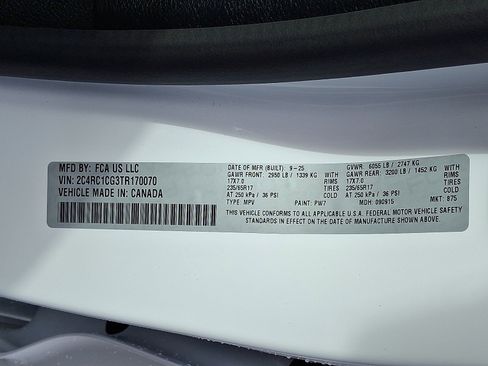 MFD BY: FCA US LLC
VIN: 2C4RC1CG3TR170070
VEHICLE MADE IN: CANADA
DATE OF MFR (BUILT): 9-25 GVWR: 6055 LB / 2747 KG
GAWR FRONT: 2950 LB / 1339 KG WITH GAWR REAR: 3200 LB / 1452 KG WITH
17X7.0 RIMS 17X7.0 RIMS
235/65R17 TIRES 235/65R17 TIRES
AT 250 kPa / 36 PSI COLD AT 250 kPa / 36 PSI COLD
TYPE: MPV PAINT: PW7 MDH: 090915 MKT: 875
THIS VEHICLE CONFORMS TO ALL APPLICABLE U.S.A. FEDERAL MOTOR VEHICLE SAFETY
STANDARDS IN EFFECT ON THE DATE OF MANUFACTURE SHOWN ABOVE.